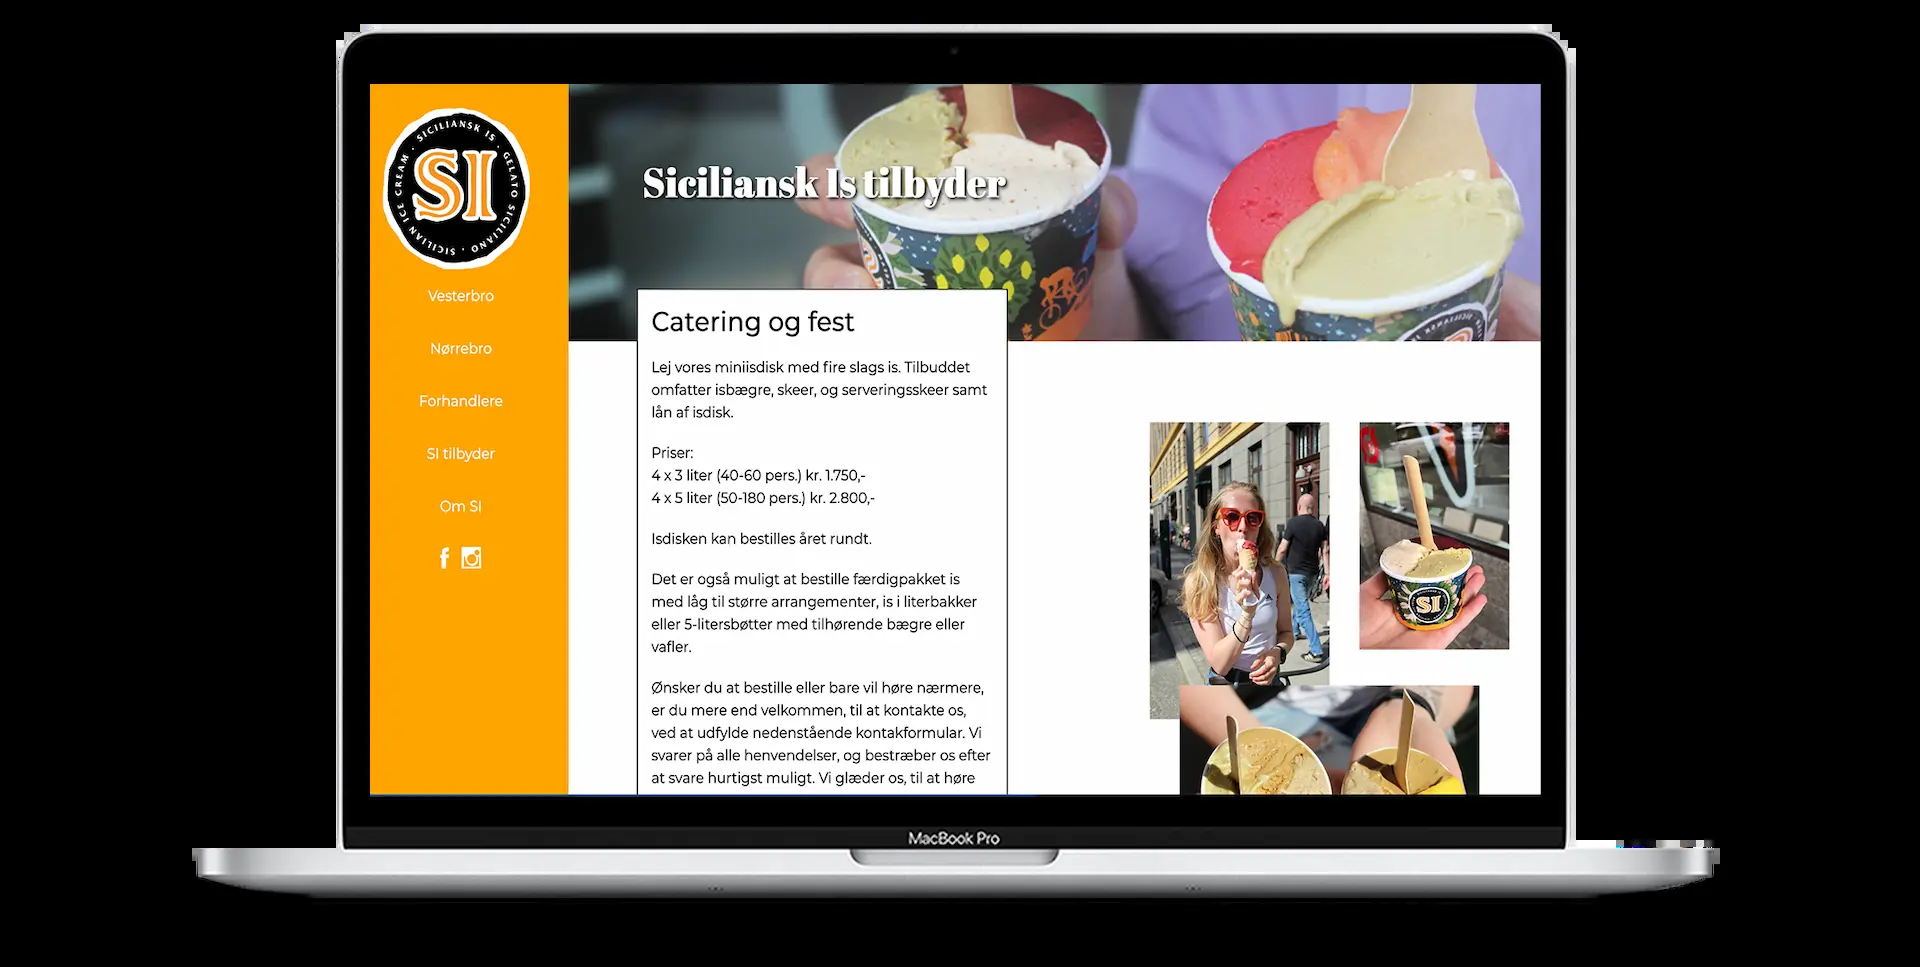 SICILIANSK IS · GELATO SICILIANO · SICILIAN ICE CREAM ·
SI
Vesterbro
Nørrebro
Forhandlere
SI tilbyder
Om SI
f
Siciliansk Is tilbyder
Catering og fest
Lej vores miniisdisk med fire slags is. Tilbuddet
omfatter isbægre, skeer, og serveringsskeer samt
lån af isdisk.
Priser:
4 x 3 liter (40-60 pers.) kr. 1.750,-
4 x 5 liter (50-180 pers.) kr. 2.800,-
Isdisken kan bestilles året rundt.
Det er også muligt at bestille færdigpakket is
med låg til større arrangementer, is i literbakker
eller 5-litersbøtter med tilhørende bægre eller
vafler.
Ønsker du at bestille eller bare vil høre nærmere,
er du mere end velkommen, til at kontakte os,
ved at udfylde nedenstående kontakformular. Vi
svarer på alle henvendelser, og bestræber os efter
at svare hurtigst muligt. Vi glæder os, til at høre
SI
MacBook Pro